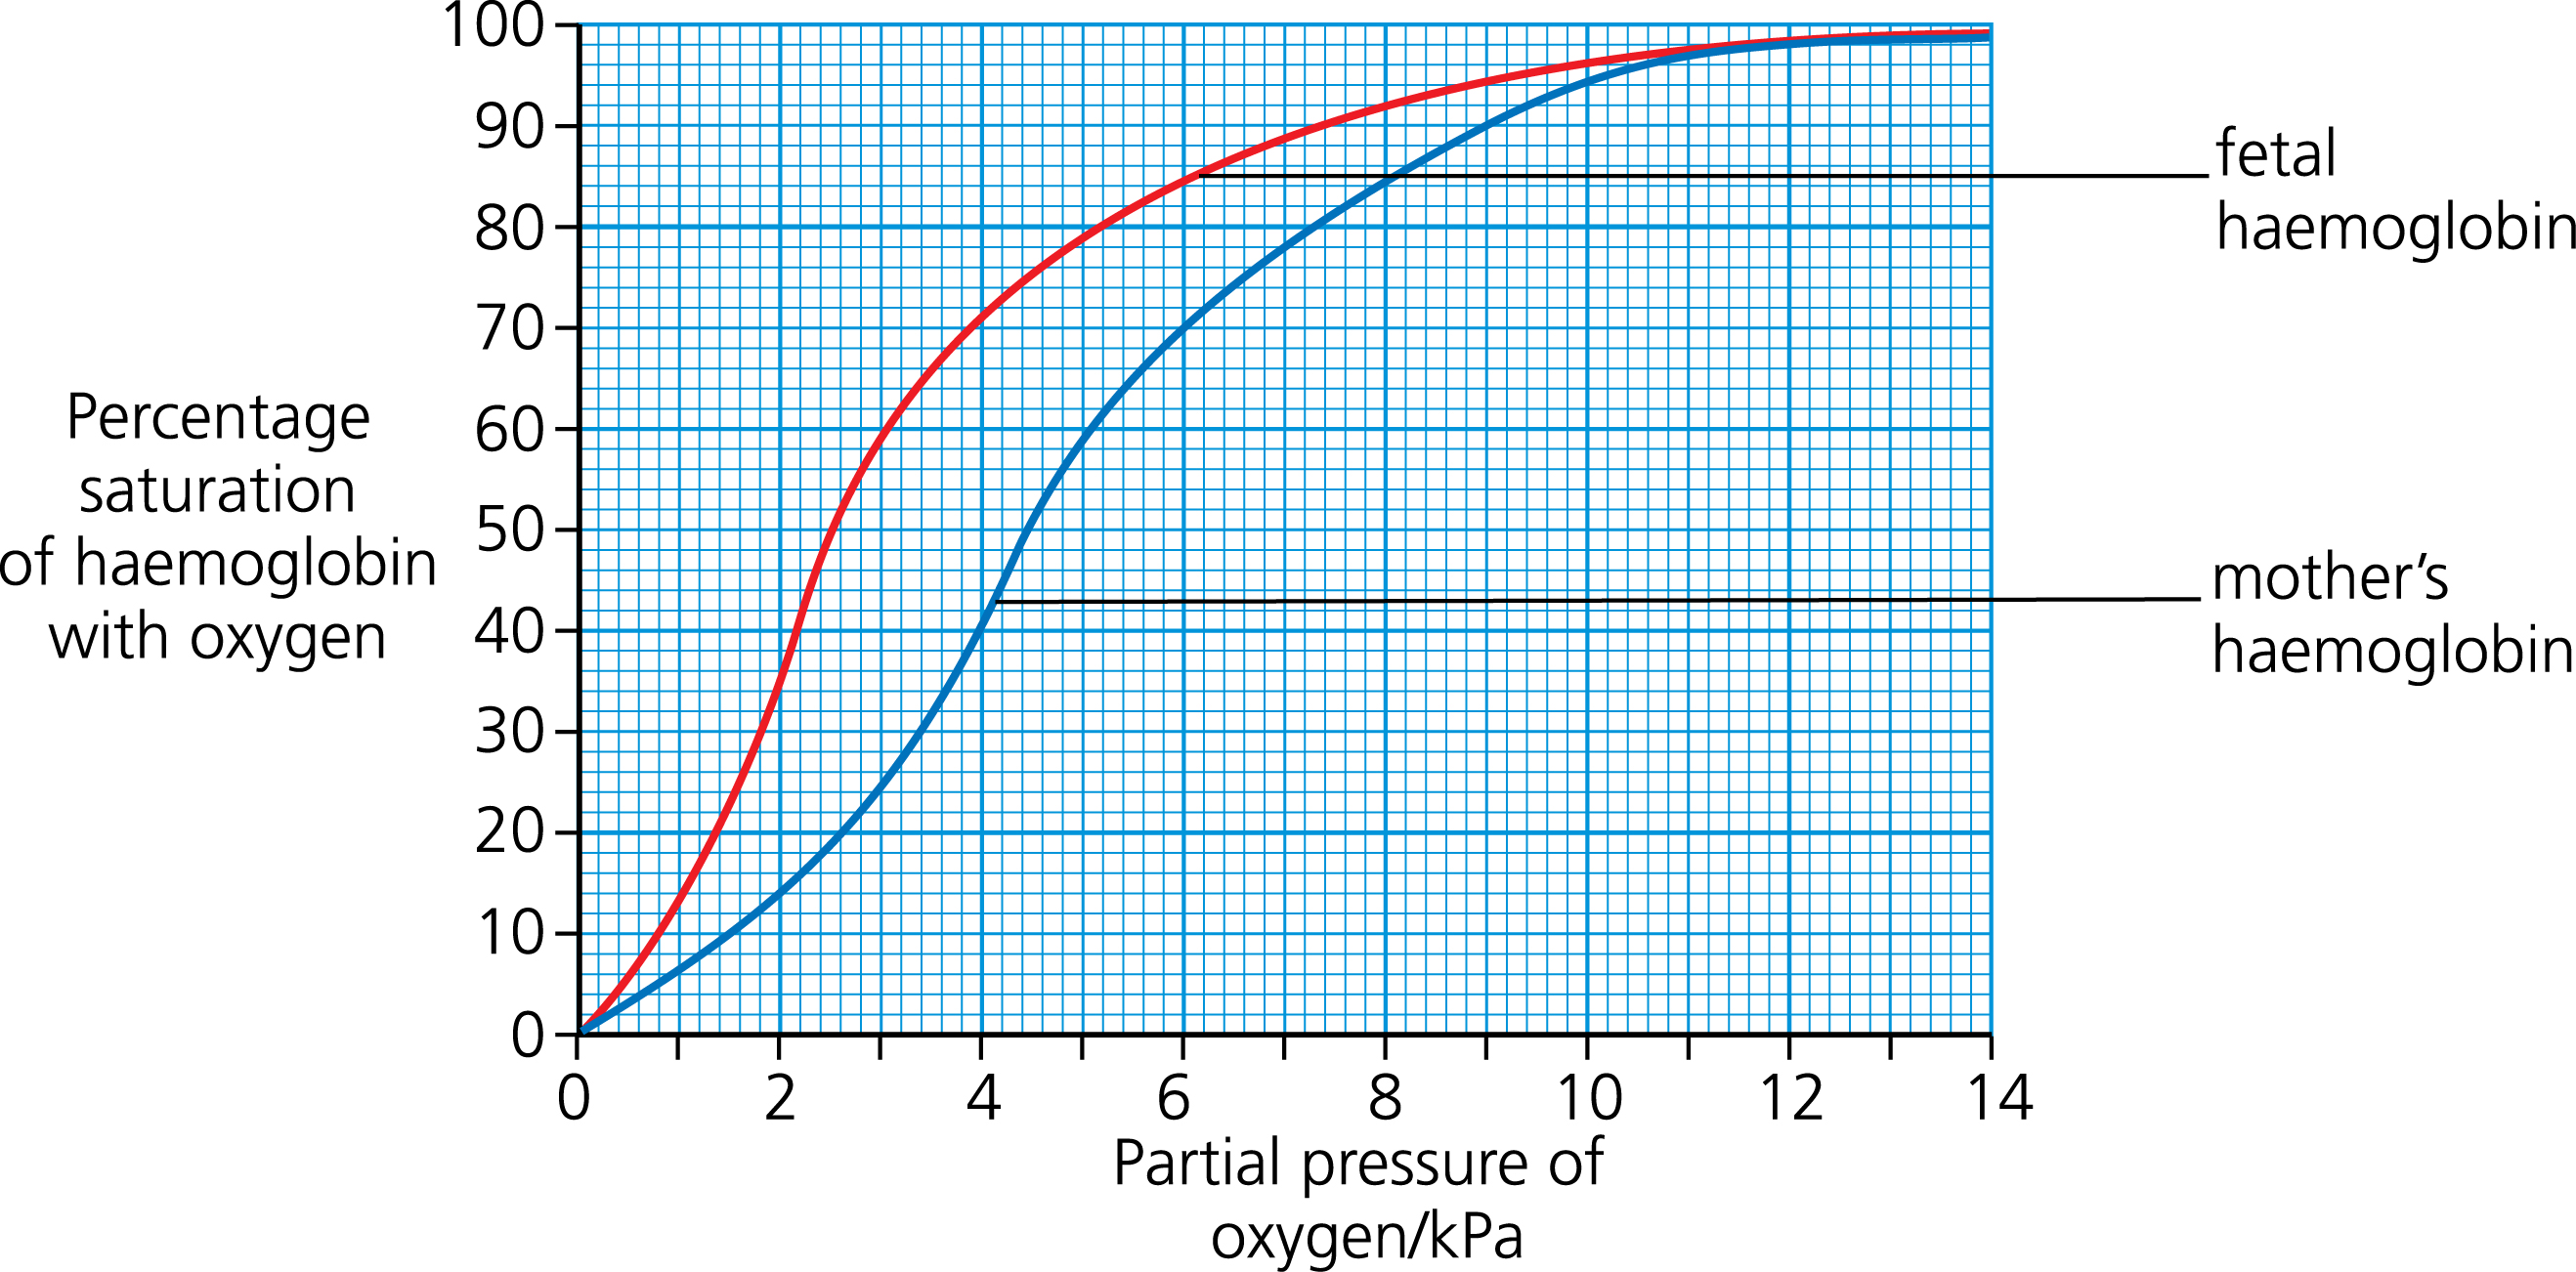 100
90
80
70
60
50
40
30
20
10
0
Percentage
saturation
of haemoglobin
with oxygen
fetal
haemoglobin
mother’s
haemoglobin
0 2 4 6 8 10 12 14
Partial pressure of
oxygen/kPa